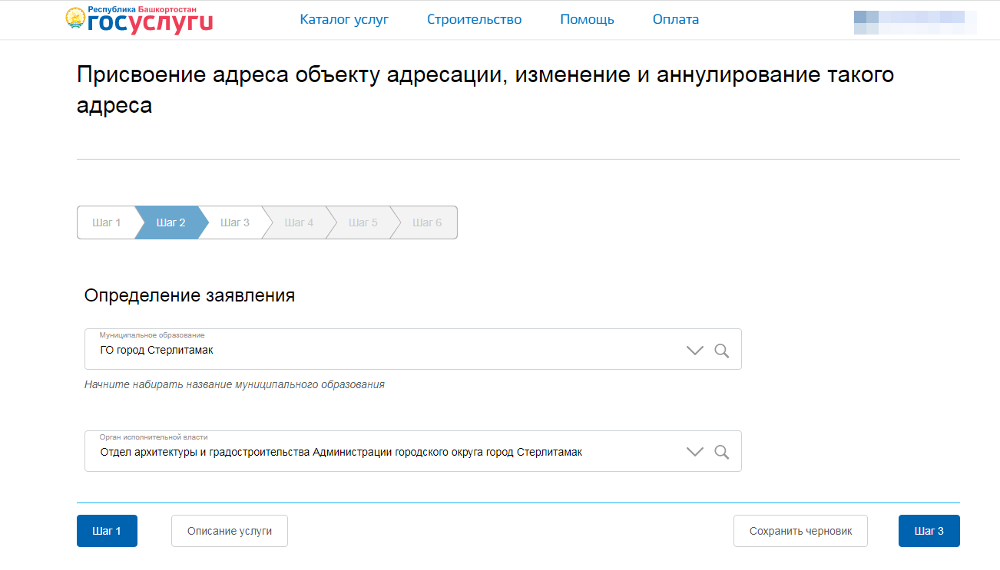 Республика Башкортостан
госуслуги
Каталог услуг Строительство Помощь Оплата
Присвоение адреса объекту адресации, изменение и аннулирование такого
адреса
Шаг 1 Шаг 2 Шаг 3 Шаг 4 Шаг 5 Шаг 6
Определение заявления
Муниципальное образование
ГО город Стерлитамак
Начните набирать название муниципального образования
Орган исполнительной власти
Отдел архитектуры и градостроительства Администрации городского округа город Стерлитамак
Шаг 1 Описание услуги Сохранить черновик Шаг 3